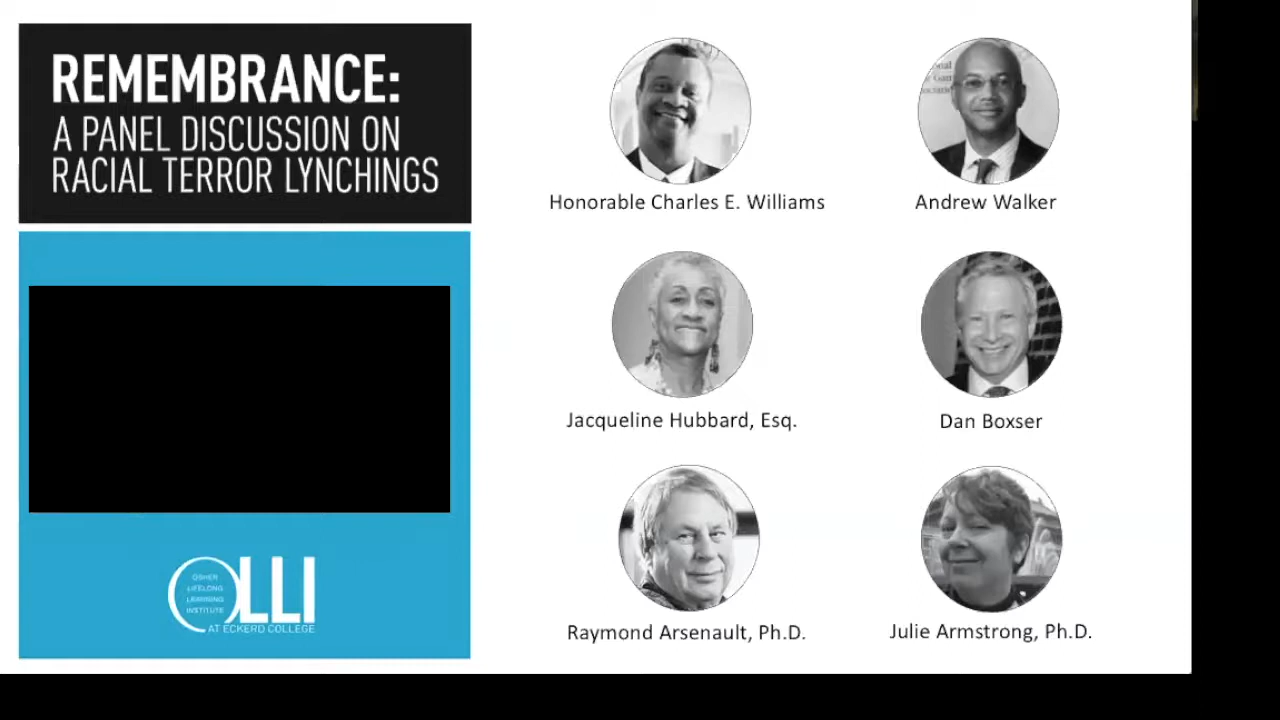 REMEMBRANCE:
A PANEL DISCUSSION ON
RACIAL TERROR LYNCHINGS
OLLI
OSHER
LIFELONG
LEARNING
INSTITUTE
AT ECKERD COLLEGE
Honorable Charles E. Williams
Andrew Walker
Jacqueline Hubbard, Esq.
Dan Boxser
Raymond Arsenault, Ph.D.
Julie Armstrong, Ph.D.